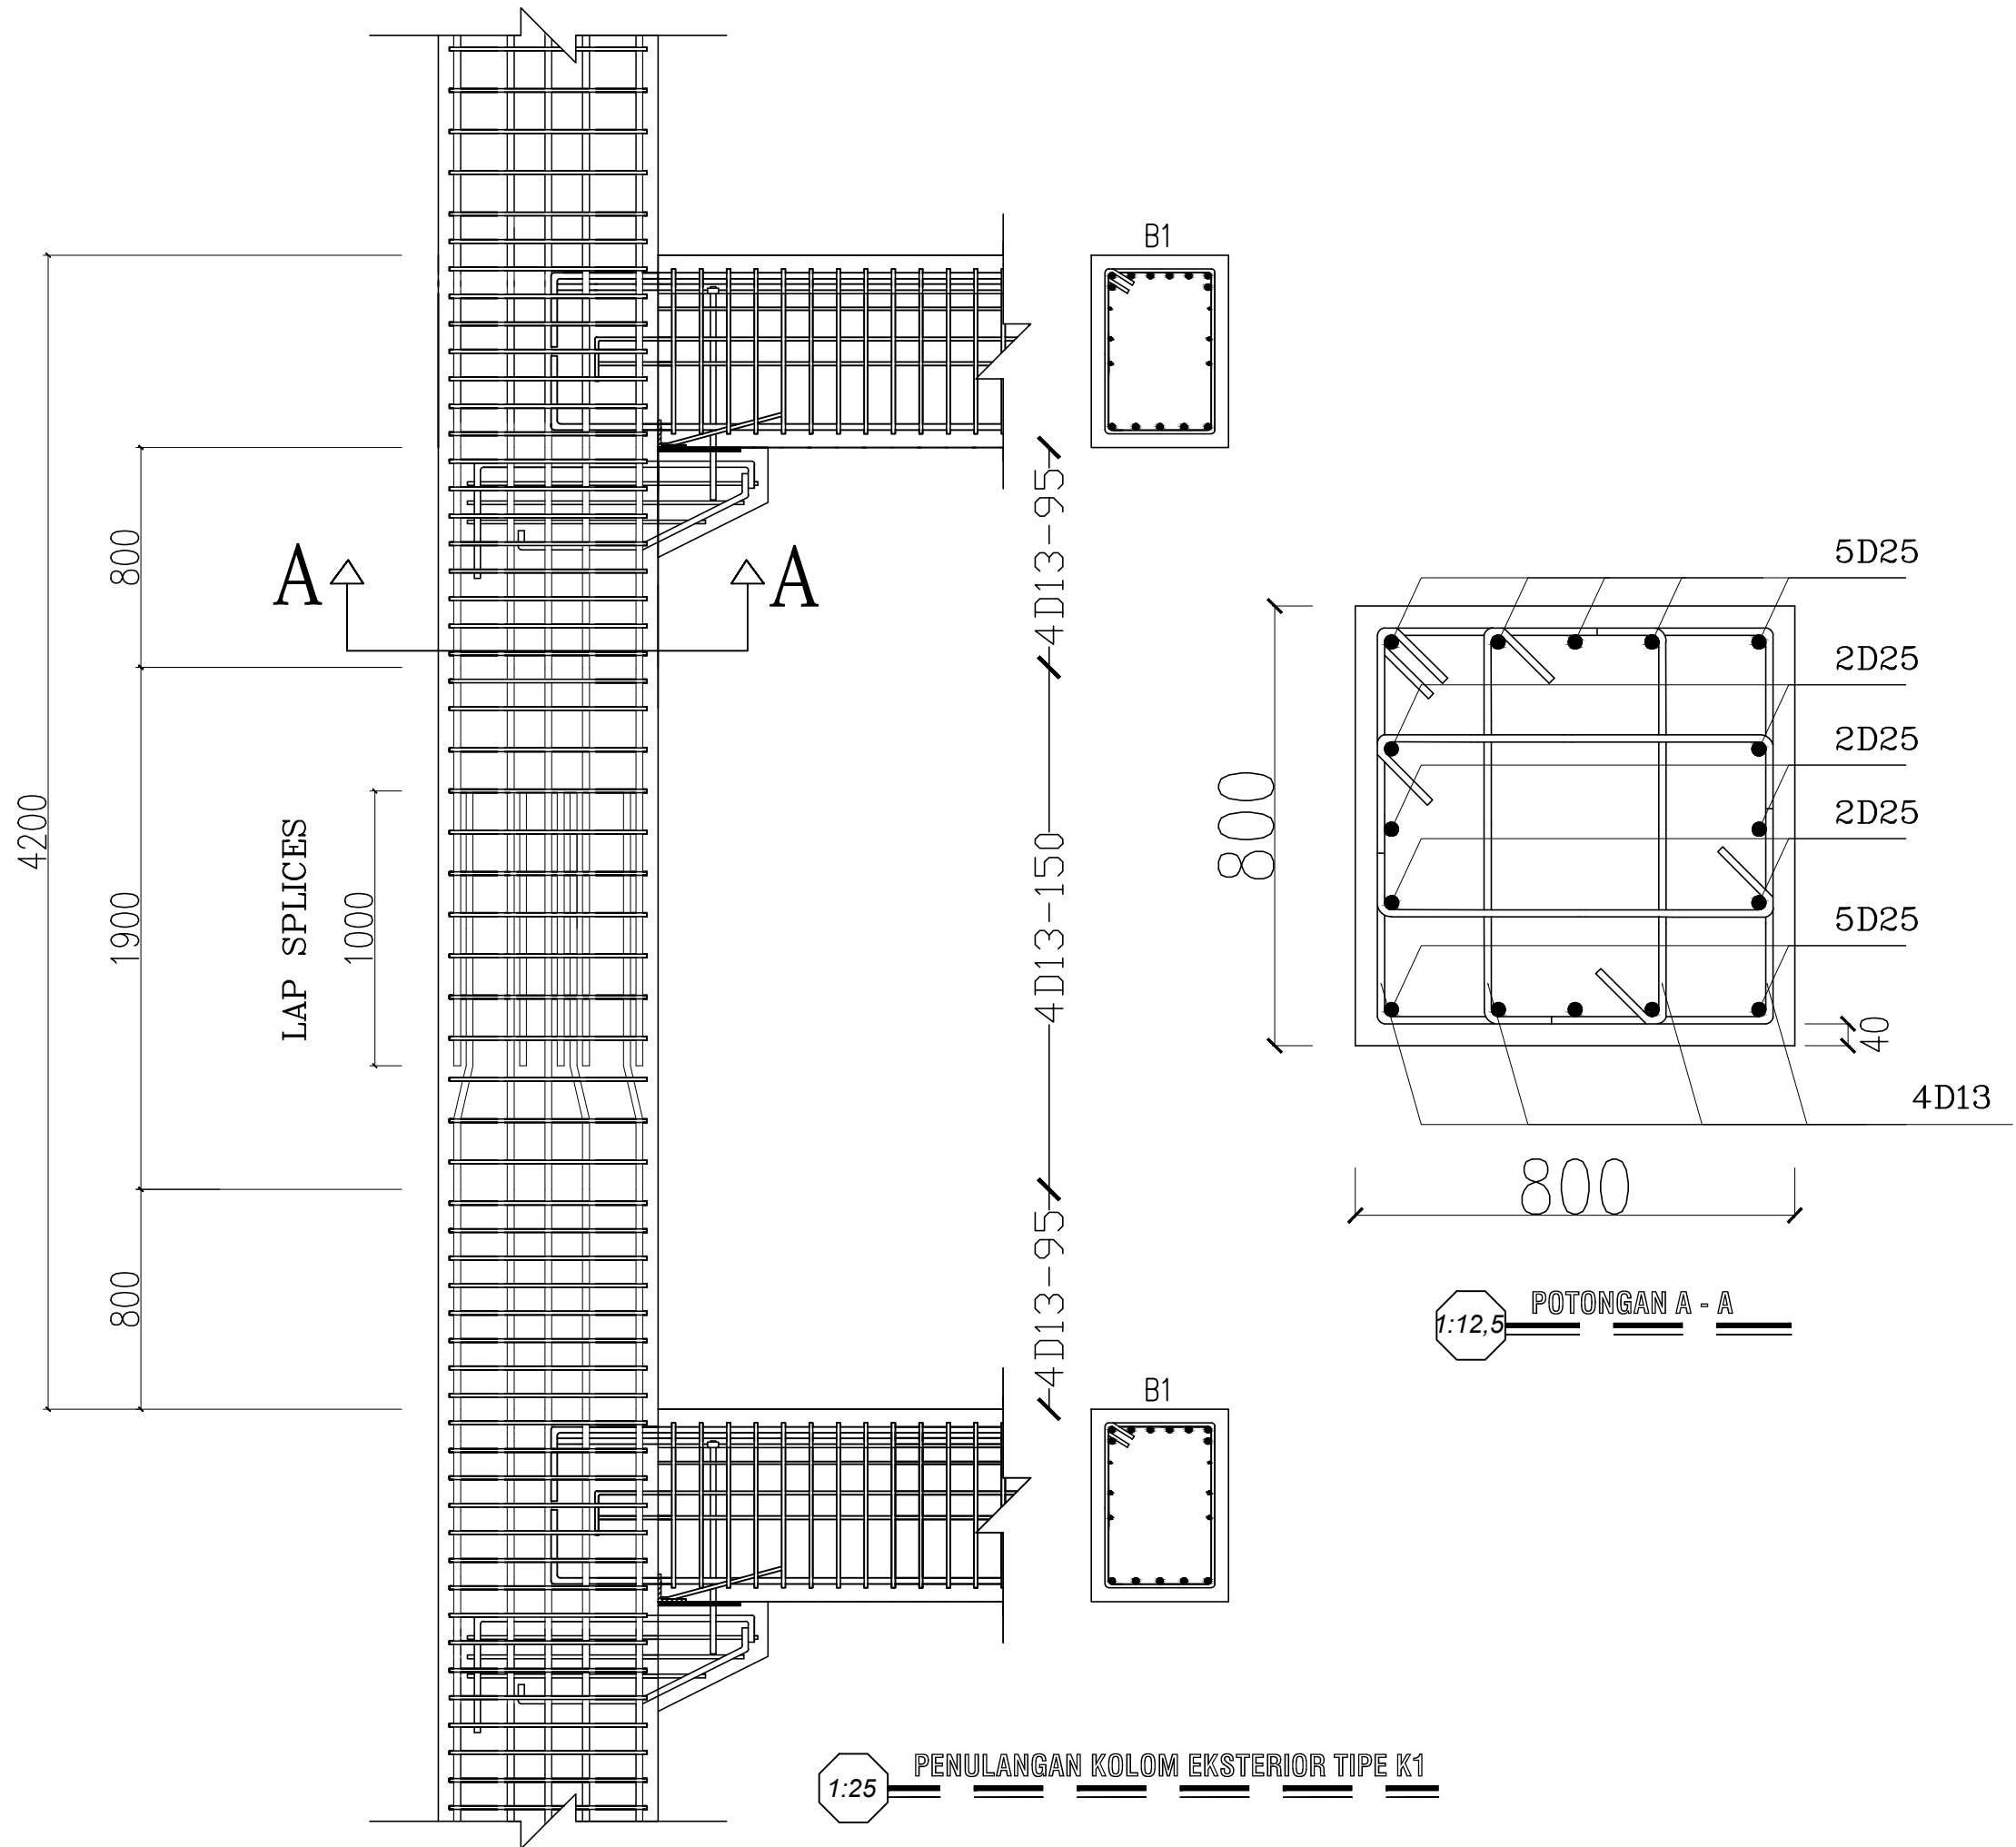 B1
4200
800
1900
800
LAP SPLICES
1000
A
A
4D13-95
4D13-150
4D13-95
5D25
2D25
2D25
2D25
5D25
800
40
4D13
800
POTONGAN A - A
1:12,5
B1
PENULANGAN KOLOM EKSTERIOR TIPE K1
1:25